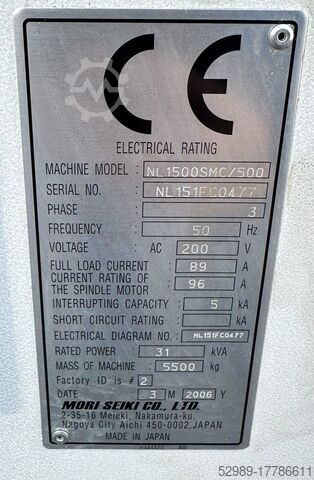 CE
ELECTRICAL RATING
MACHINE MODEL : NL1500SMC/500
SERIAL NO. : NL151FC0477
PHASE : 3
FREQUENCY : 50 Hz
VOLTAGE : AC 200 V
FULL LOAD CURRENT : 89 A
CURRENT RATING OF THE SPINDLE MOTOR : 96 A
INTERRUPTING CAPACITY : 5 kA
SHORT CIRCUIT RATING : kA
ELECTRICAL DIAGRAM NO. : NL151FC0477
RATED POWER : 31 kVA
MASS OF MACHINE : 5500 kg
Factory ID is # 2
DATE 3 M 2006 Y
MORI SEIKI CO., LTD.
2-35-16 Meieki, Nakamura-ku,
Nagoya City Aichi 450-0002, JAPAN
MADE IN JAPAN
52989-17786611